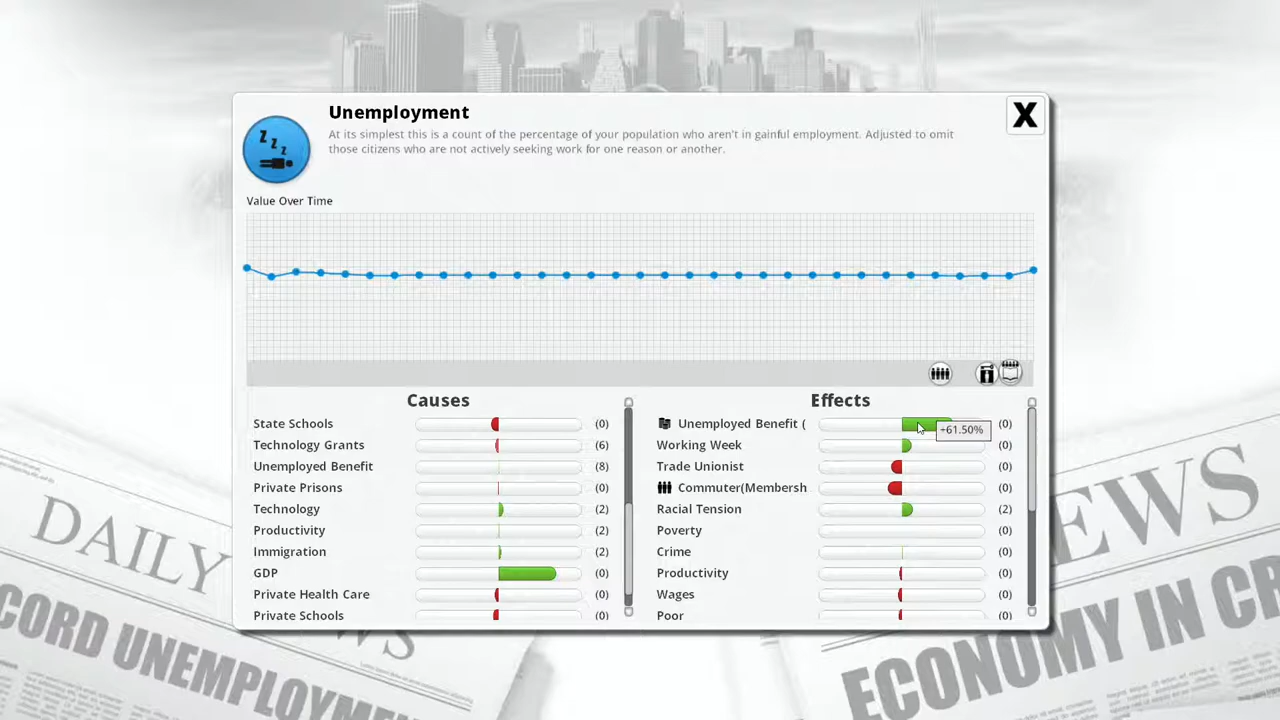 Unemployment
X
At its simplest this is a count of the percentage of your population who aren't in gainful employment. Adjusted to omit
those citizens who are not actively seeking work for one reason or another.
Value Over Time
Causes
Effects
State Schools (0)
Unemployed Benefit ( (0)
+61.50%
Technology Grants (6)
Working Week (0)
Unemployed Benefit (8)
Trade Unionist (0)
Private Prisons (0)
Commuter(Membersh (0)
Technology (2)
Racial Tension (2)
Productivity (2)
Poverty (0)
Immigration (2)
Crime (0)
GDP (0)
Productivity (0)
Private Health Care (0)
Wages (0)
Private Schools (0)
Poor (0)
DAILY
WS
CORD UNEMPLOYMENT
EWS
ECONOMY IN CR